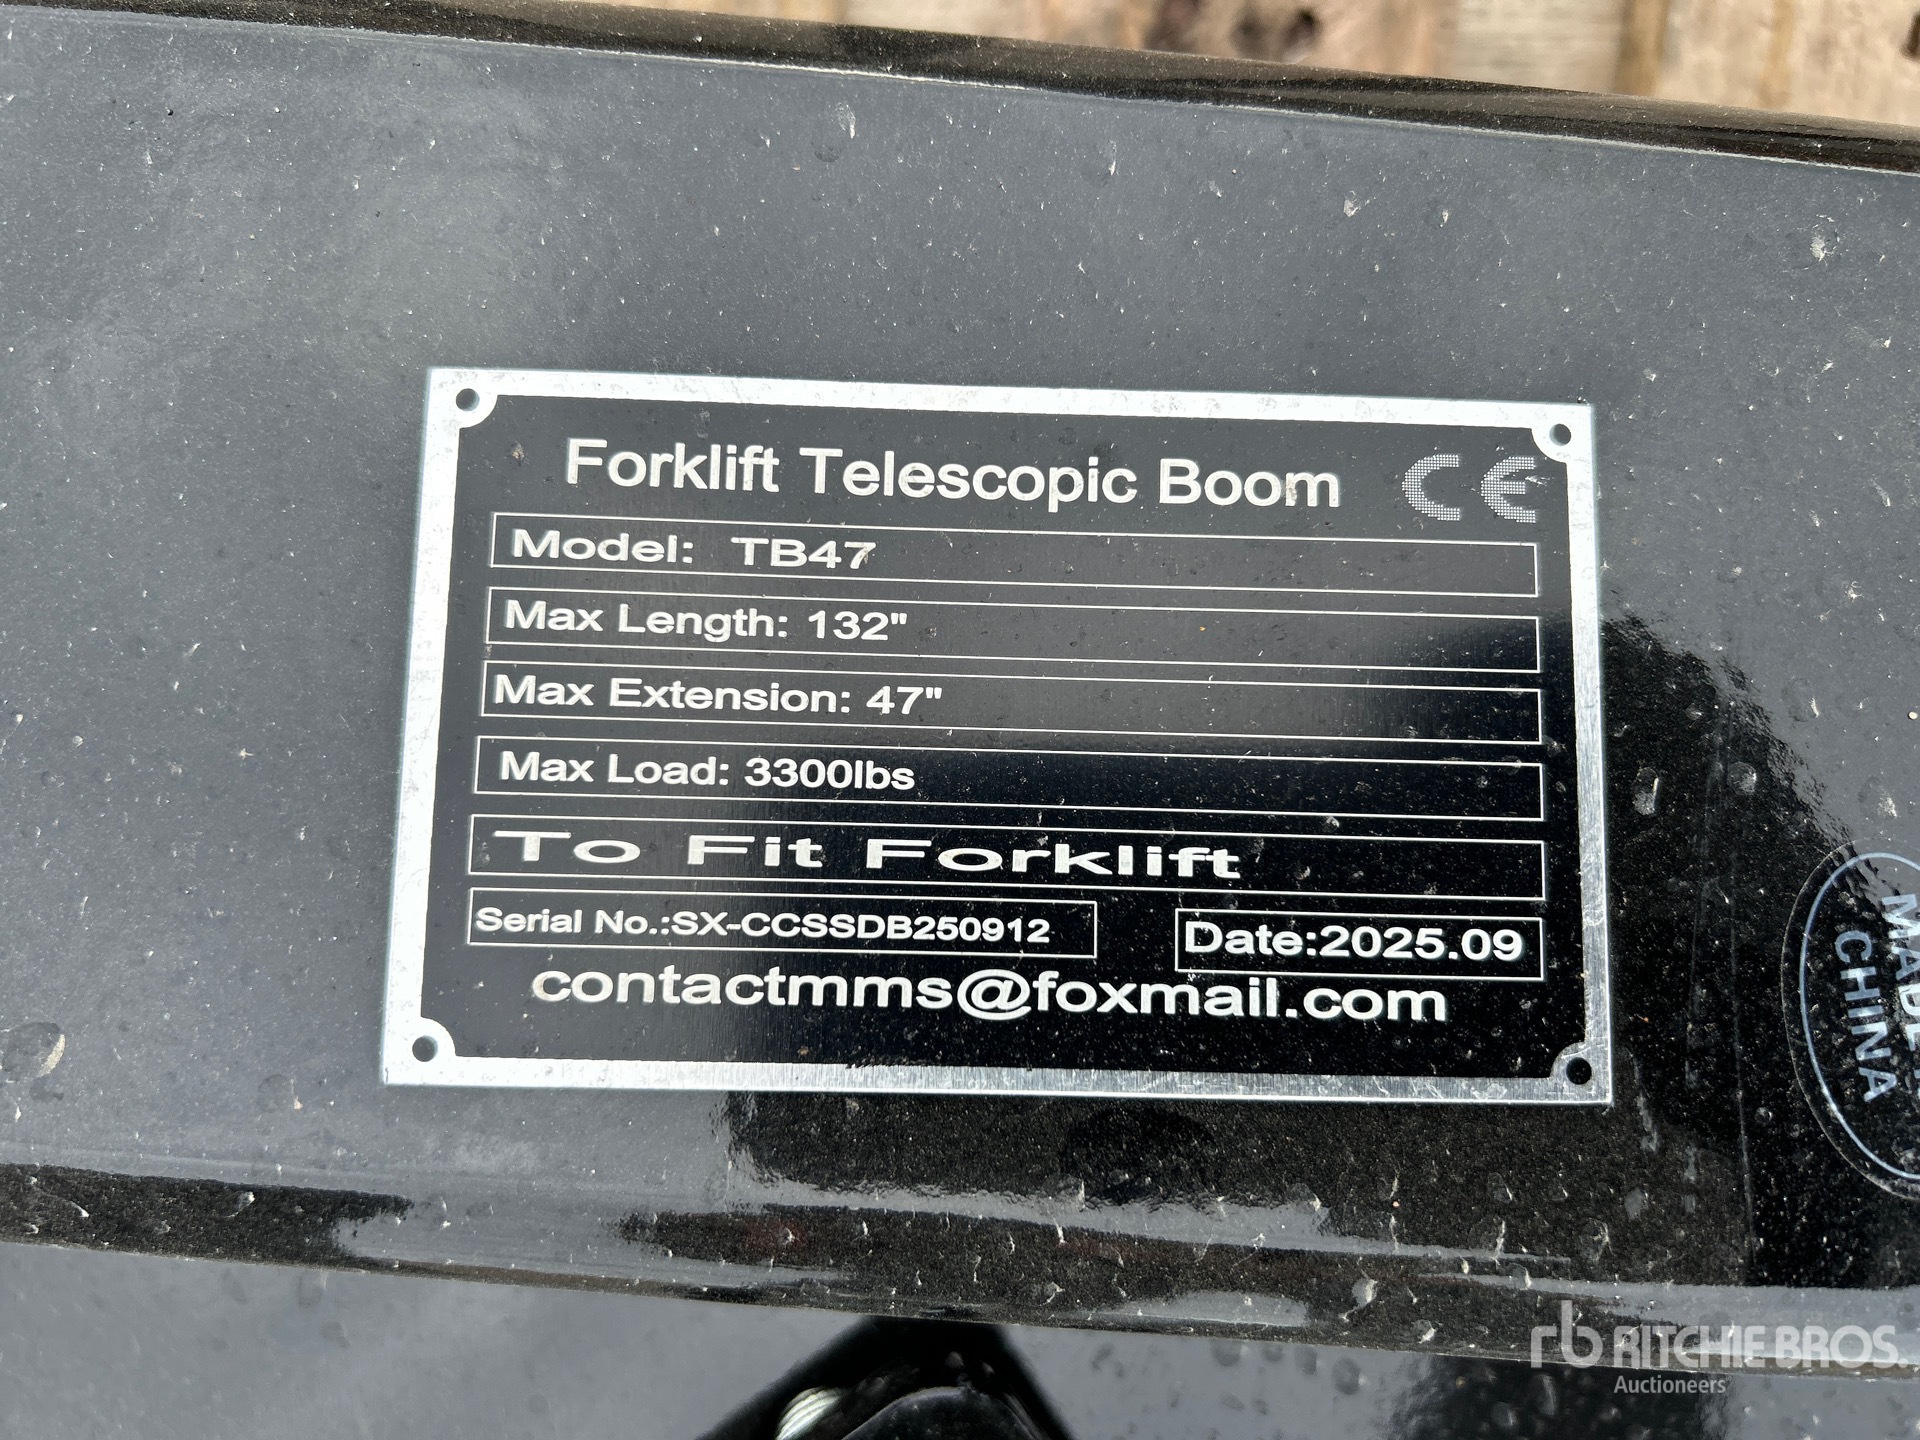 Forklift Telescopic Boom CE
Model: TB47
Max Length: 132"
Max Extension: 47"
Max Load: 3300lbs
To Fit Forklift
Serial No.:SX-CCSSDB250912
Date:2025.09
contactmms@foxmail.com
CHINA
rb RITCHIE BROS.
Auctioneers